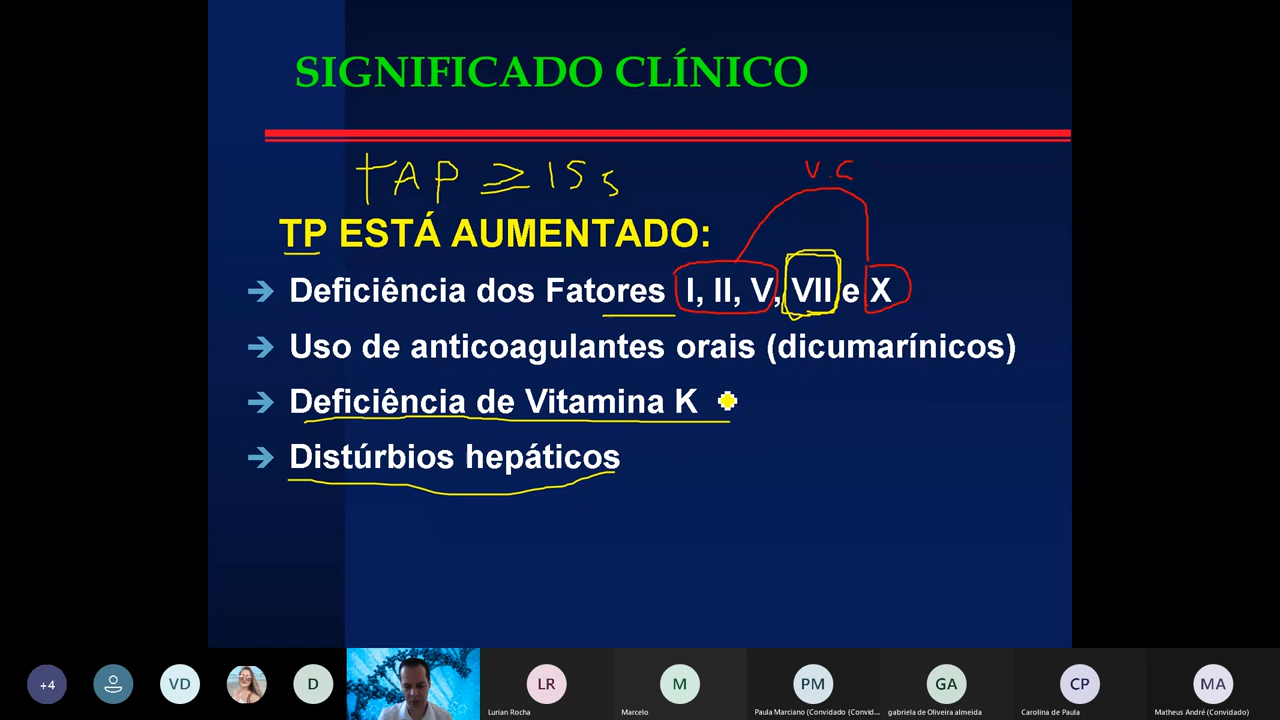 SIGNIFICADO CLÍNICO
TAP ≥ 15 s
V.C
TP ESTÁ AUMENTADO:
→ Deficiência dos Fatores I, II, V, VII e X
→ Uso de anticoagulantes orais (dicumarínicos)
→ Deficiência de Vitamina K
→ Distúrbios hepáticos
+4 VD D LR M PM GA CP MA
Lurian Rocha Marcelo Paula Marciano (Convidado (Convid... gabriela de Oliveira almeida Carolina de Paula Matheus André (Convidado)